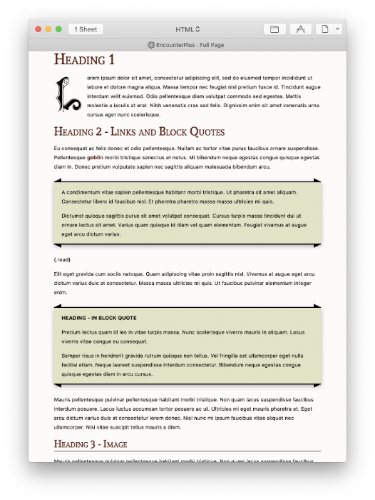 1 Sheet
HTML
EncounterPlus - Full Page
Heading 1
Lorem ipsum dolor sit amet, consectetur adipiscing elit, sed do eiusmod tempor incididunt ut
labore et dolore magna aliqua. Massa tempor nec feugiat nisl pretium fusce id. Tincidunt augue
interdum velit euismod. Odio pellentesque diam volutpat commodo sed egestas. Mattis
molestie a iaculis at erat. Nibh venenatis cras sed felis. Dignissim enim sit amet venenatis urna
cursus eget nunc scelerisque.
Heading 2 - Links and Block Quotes
Eu consequat ac felis donec et odio pellentesque. Nullam ac tortor vitae purus faucibus ornare suspendisse.
Pellentesque goblin morbi tristique senectus et netus. Mi bibendum neque egestas congue quisque egestas
diam in. Donec pretium vulputate sapien nec sagittis aliquam malesuada bibendum arcu.
A condimentum vitae sapien pellentesque habitant morbi tristique. Ut pharetra sit amet aliquam.
Consectetur libero id faucibus nisl. Et pharetra pharetra massa massa ultricies mi quis.
Dictumst quisque sagittis purus sit amet volutpat consequat. Cursus turpis massa tincidunt dui ut
ornare lectus sit amet. Varius quam quisque id diam vel quam elementum. Feugiat vivamus at augue
eget arcu dictum varius.
{.read}
Elit eget gravida cum sociis natoque. Quam adipiscing vitae proin sagittis nisl. Vivamus at augue eget arcu
dictum varius duis at consectetur. Massa massa ultricies mi quis. Ut faucibus pulvinar elementum integer
enim.
HEADING - IN BLOCK QUOTE
Pretium lectus quam id leo in vitae turpis massa. Nunc scelerisque viverra mauris in aliquam. Lacus
viverra vitae congue eu consequat.
Semper risus in hendrerit gravida rutrum quisque non tellus. Vel fringilla est ullamcorper eget nulla
facilisi etiam. Neque laoreet suspendisse interdum consectetur. Bibendum neque egestas congue
quisque egestas diam in arcu cursus.
Mauris pellentesque pulvinar pellentesque habitant morbi tristique. Non quam lacus suspendisse faucibus
interdum posuere. Lacus luctus accumsan tortor posuere ac ut. Ultricies mi eget mauris pharetra et. Eget
arcu dictum varius duis at consectetur lorem donec. Nisl nunc mi ipsum faucibus vitae aliquet nec
ullamcorper. Nisl vitae suscipit tellus mauris a diam.
Heading 3 - Image
Mauris pellentesque pulvinar pellentesque habitant morbi tristique. Non quam lacus suspendisse faucibus